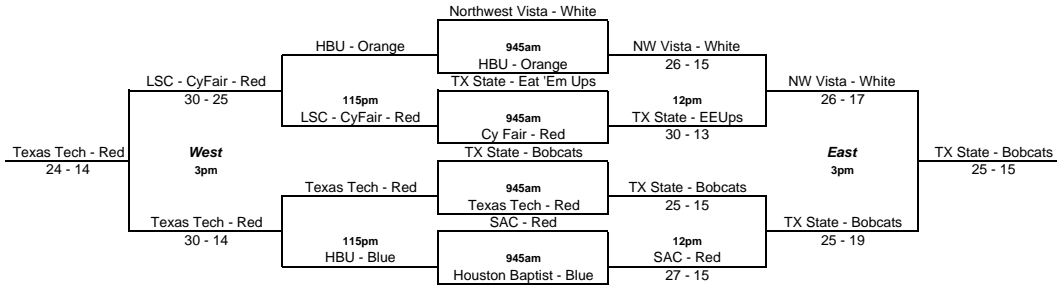 Northwest Vista - White
HBU - Orange 945am NW Vista - White
HBU - Orange 26 - 15
LSC - CyFair - Red TX State - Eat 'Em Ups NW Vista - White
30 - 25 115pm 945am 12pm 26 - 17
LSC - CyFair - Red TX State - EEUps
Cy Fair - Red 30 - 13
Texas Tech - Red West TX State - Bobcats East TX State - Bobcats
24 - 14 3pm 3pm 25 - 15
Texas Tech - Red 945am TX State - Bobcats
Texas Tech - Red 25 - 15
Texas Tech - Red SAC - Red TX State - Bobcats
30 - 14 115pm 12pm 25 - 19
HBU - Blue 945am SAC - Red
Houston Baptist - Blue 27 - 15